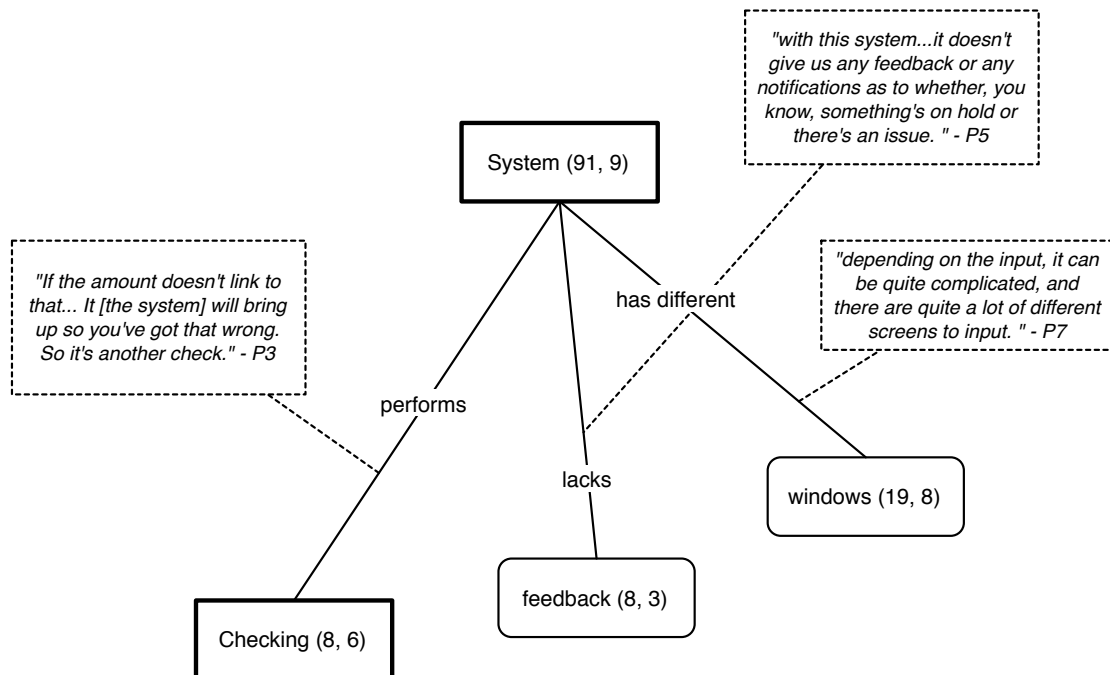 "with this system...it doesn't
give us any feedback or any
notifications as to whether, you
know, something's on hold or
there's an issue. " - P5
System (91, 9)
"If the amount doesn't link to
that... It [the system] will bring
up so you've got that wrong.
So it's another check." - P3
"depending on the input, it can
be quite complicated, and
there are quite a lot of different
screens to input. " - P7
has different
performs
lacks
windows (19, 8)
feedback (8, 3)
Checking (8, 6)